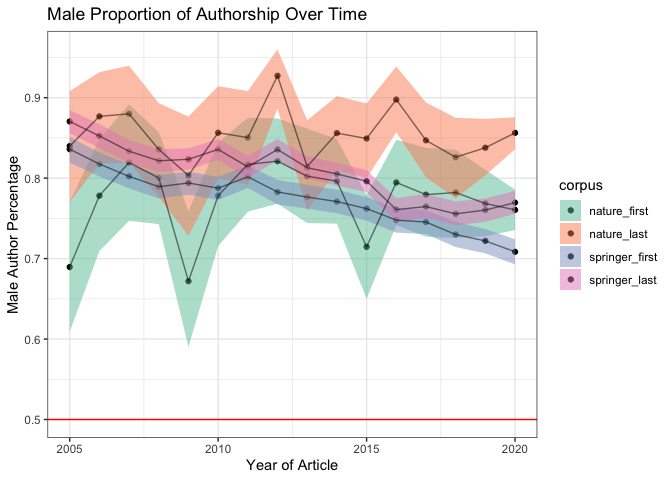 Male Proportion of Authorship Over Time
Male Author Percentage
0.9
0.8
0.7
0.6
0.5
2005
2010
2015
2020
Year of Article
corpus
nature_first
nature_last
springer_first
springer_last